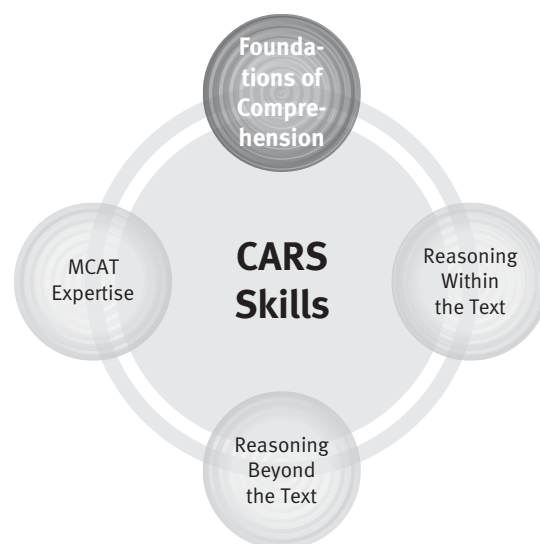 Founda-
tions of
Compre-
hension
CARS
Skills
MCAT
Expertise
Reasoning
Within
the Text
Reasoning
Beyond
the Text